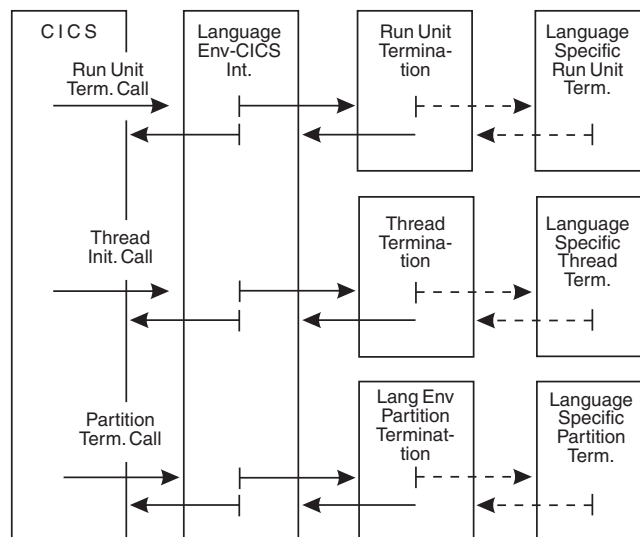 CICS
Language
Env-CICS
Int.
Run Unit
Termina-
tion
Language
Specific
Run Unit
Term.
Run Unit
Term. Call
Thread
Init. Call
Thread
Termina-
tion
Language
Specific
Thread
Term.
Partition
Term. Call
Lang Env
Partition
Terminat-
tion
Language
Specific
Partition
Term.